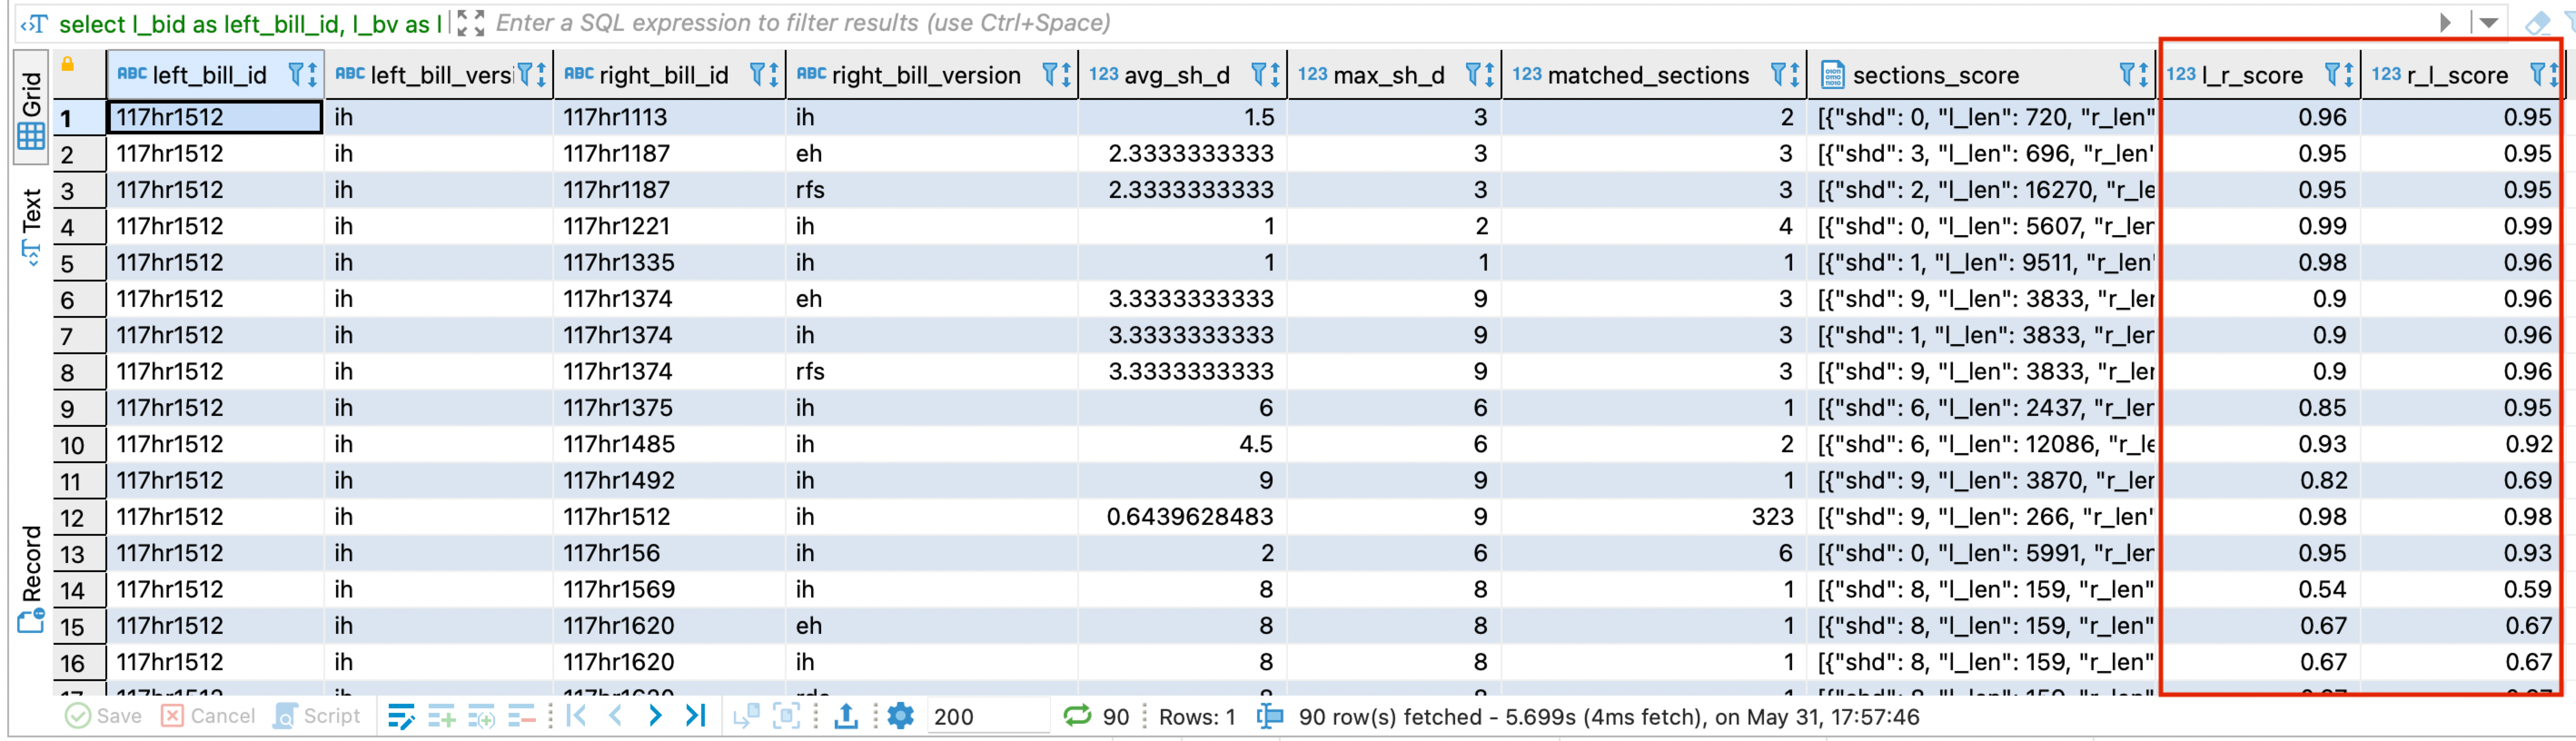 select l_bid as left_bill_id, l_bv as l Enter a SQL expression to filter results (use Ctrl+Space)
Grid
Text
Record
ABC left_bill_id ABC left_bill_versi ABC right_bill_id ABC right_bill_version 123 avg_sh_d 123 max_sh_d 123 matched_sections sections_score 123 l_r_score 123 r_l_score
1 117hr1512 ih 117hr1113 ih 1.5 3 2 [{"shd": 0, "l_len": 720, "r_len" 0.96 0.95
2 117hr1512 ih 117hr1187 eh 2.3333333333 3 3 [{"shd": 3, "l_len": 696, "r_len" 0.95 0.95
3 117hr1512 ih 117hr1187 rfs 2.3333333333 3 3 [{"shd": 2, "l_len": 16270, "r_le 0.95 0.95
4 117hr1512 ih 117hr1221 ih 1 2 4 [{"shd": 0, "l_len": 5607, "r_ler 0.99 0.99
5 117hr1512 ih 117hr1335 ih 1 1 1 [{"shd": 1, "l_len": 9511, "r_len 0.98 0.96
6 117hr1512 ih 117hr1374 eh 3.3333333333 9 3 [{"shd": 9, "l_len": 3833, "r_ler 0.9 0.96
7 117hr1512 ih 117hr1374 ih 3.3333333333 9 3 [{"shd": 1, "l_len": 3833, "r_ler 0.9 0.96
8 117hr1512 ih 117hr1374 rfs 3.3333333333 9 3 [{"shd": 9, "l_len": 3833, "r_ler 0.9 0.96
9 117hr1512 ih 117hr1375 ih 6 6 1 [{"shd": 6, "l_len": 2437, "r_ler 0.85 0.95
10 117hr1512 ih 117hr1485 ih 4.5 6 2 [{"shd": 6, "l_len": 12086, "r_le 0.93 0.92
11 117hr1512 ih 117hr1492 ih 9 9 1 [{"shd": 9, "l_len": 3870, "r_ler 0.82 0.69
12 117hr1512 ih 117hr1512 ih 0.6439628483 9 323 [{"shd": 9, "l_len": 266, "r_len" 0.98 0.98
13 117hr1512 ih 117hr156 ih 2 6 6 [{"shd": 0, "l_len": 5991, "r_ler 0.95 0.93
14 117hr1512 ih 117hr1569 ih 8 8 1 [{"shd": 8, "l_len": 159, "r_len" 0.54 0.59
15 117hr1512 ih 117hr1620 eh 8 8 1 [{"shd": 8, "l_len": 159, "r_len" 0.67 0.67
16 117hr1512 ih 117hr1620 ih 8 8 1 [{"shd": 8, "l_len": 159, "r_len" 0.67 0.67
Save Cancel Script 200 90 Rows: 1 90 row(s) fetched - 5.699s (4ms fetch), on May 31, 17:57:46